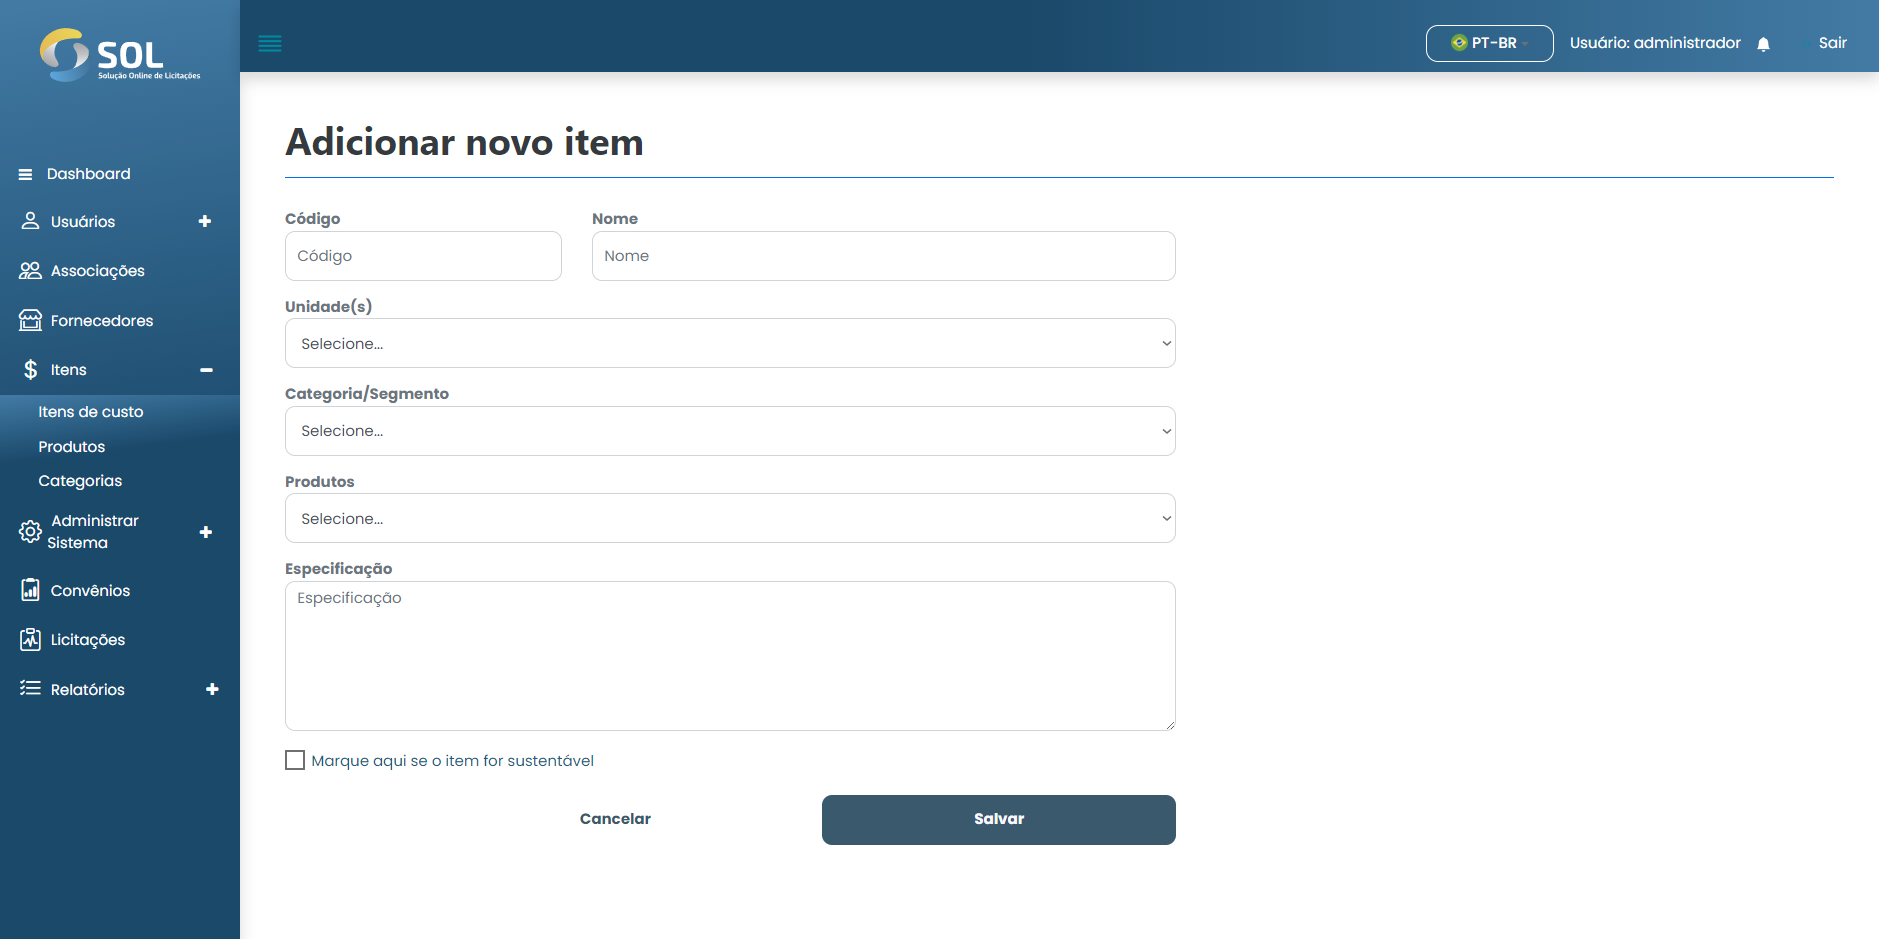 SOL
Solução Online de Licitações
PT-BR
Usuário: administrador
Sair
Dashboard
Usuários
Associações
Fornecedores
Itens
Itens de custo
Produtos
Categorias
Administrar
Sistema
Convênios
Licitações
Relatórios
Adicionar novo item
Código
Nome
Código
Nome
Unidade(s)
Selecione...
Categoria/Segmento
Selecione...
Produtos
Selecione...
Especificação
Especificação
Marque aqui se o item for sustentável
Cancelar
Salvar